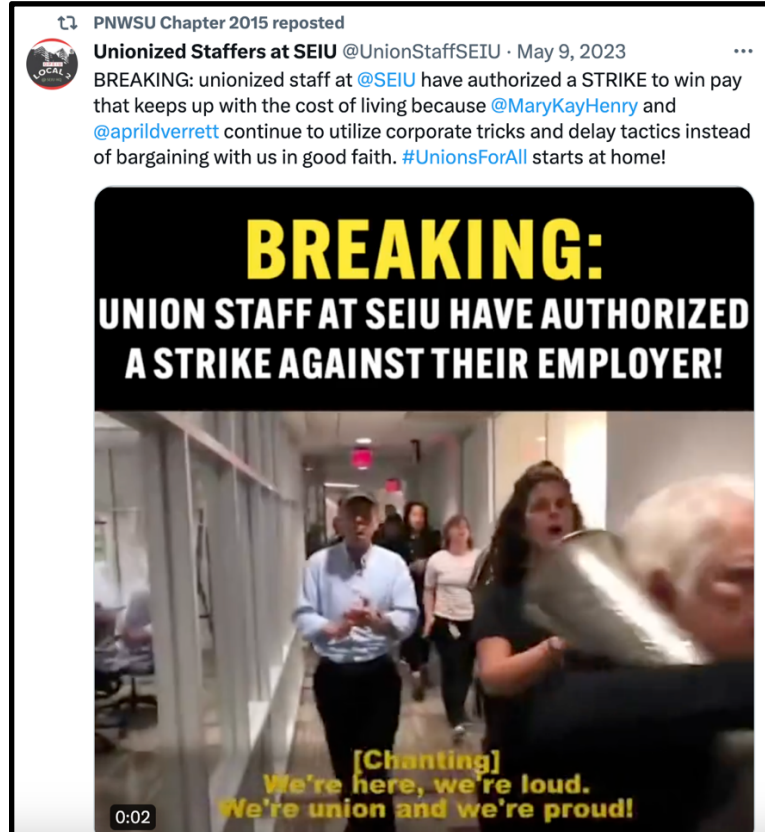 PNWSU Chapter 2015 reposted
Unionized Staffers at SEIU @UnionStaffSEIU · May 9, 2023
BREAKING: unionized staff at @SEIU have authorized a STRIKE to win pay
that keeps up with the cost of living because @MaryKayHenry and
@aprildverrett continue to utilize corporate tricks and delay tactics instead
of bargaining with us in good faith. #UnionsForAll starts at home!
LOCAL 2
BREAKING:
UNION STAFF AT SEIU HAVE AUTHORIZED
A STRIKE AGAINST THEIR EMPLOYER!
[Chanting]
We're here, we're loud.
We're union and we're proud!
0:02